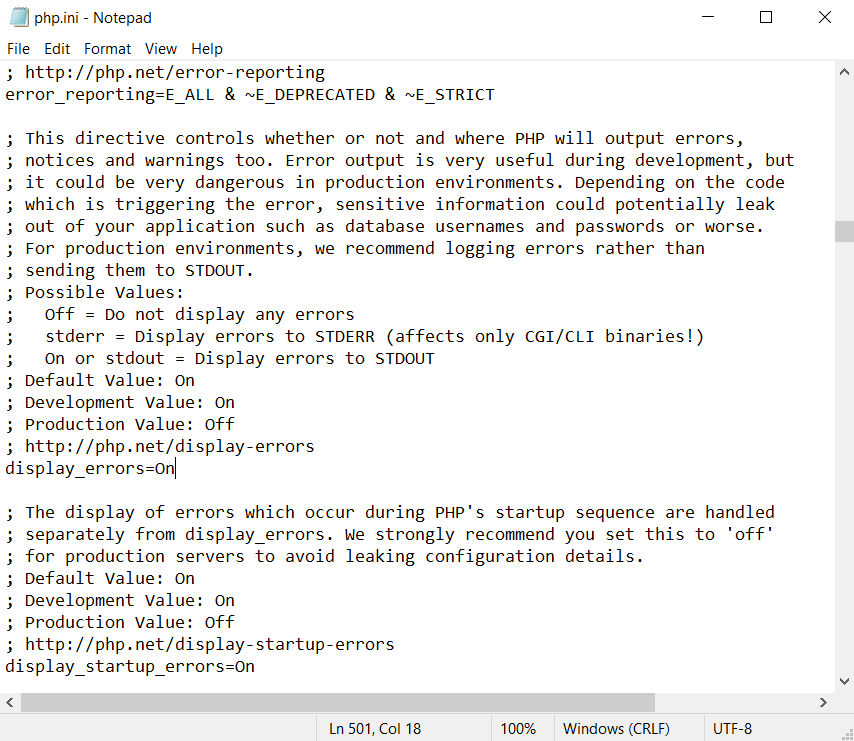 php.ini - Notepad
File Edit Format View Help
; http://php.net/error-reporting
error_reporting=E_ALL & ~E_DEPRECATED & ~E_STRICT
; This directive controls whether or not and where PHP will output errors,
; notices and warnings too. Error output is very useful during development, but
; it could be very dangerous in production environments. Depending on the code
; which is triggering the error, sensitive information could potentially leak
; out of your application such as database usernames and passwords or worse.
; For production environments, we recommend logging errors rather than
; sending them to STDOUT.
; Possible Values:
;   Off = Do not display any errors
;   stderr = Display errors to STDERR (affects only CGI/CLI binaries!)
;   On or stdout = Display errors to STDOUT
; Default Value: On
; Development Value: On
; Production Value: Off
; http://php.net/display-errors
display_errors=On
; The display of errors which occur during PHP's startup sequence are handled
; separately from display_errors. We strongly recommend you set this to 'off'
; for production servers to avoid leaking configuration details.
; Default Value: On
; Development Value: On
; Production Value: Off
; http://php.net/display-startup-errors
display_startup_errors=On
Ln 501, Col 18 100% Windows (CRLF) UTF-8